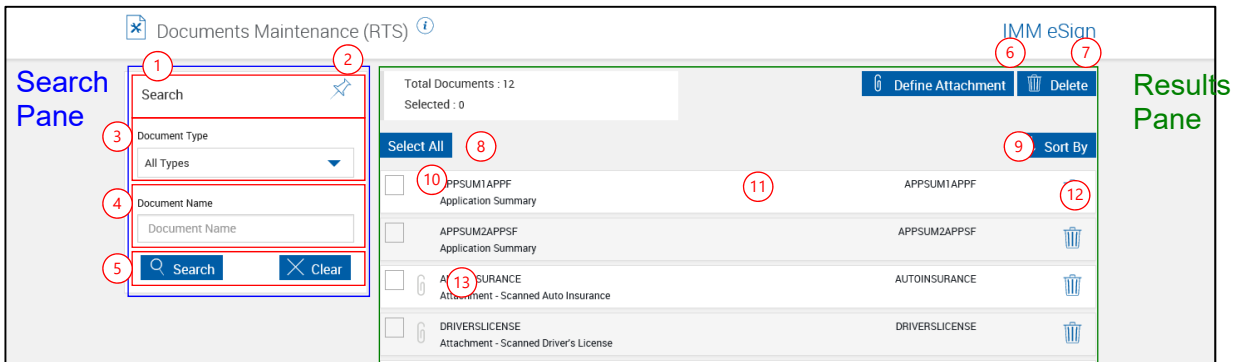 Documents Maintenance (RTS) i
IMM eSign
Search
Pane
1
2
Search
3
Document Type
All Types
4
Document Name
Document Name
5
Search
Clear
Total Documents : 12
Selected : 0
6
7
Define Attachment
Delete
Results
Pane
Select All
8
9
Sort By
10
APPSUM1APPF
11
APPSUM1APPF
12
Application Summary
APPSUM2APPSF
APPSUM2APPSF
Application Summary
13
AUTOINSURANCE
Attachment - Scanned Auto Insurance
DRIVERSLICENSE
DRIVERSLICENSE
Attachment - Scanned Driver's License